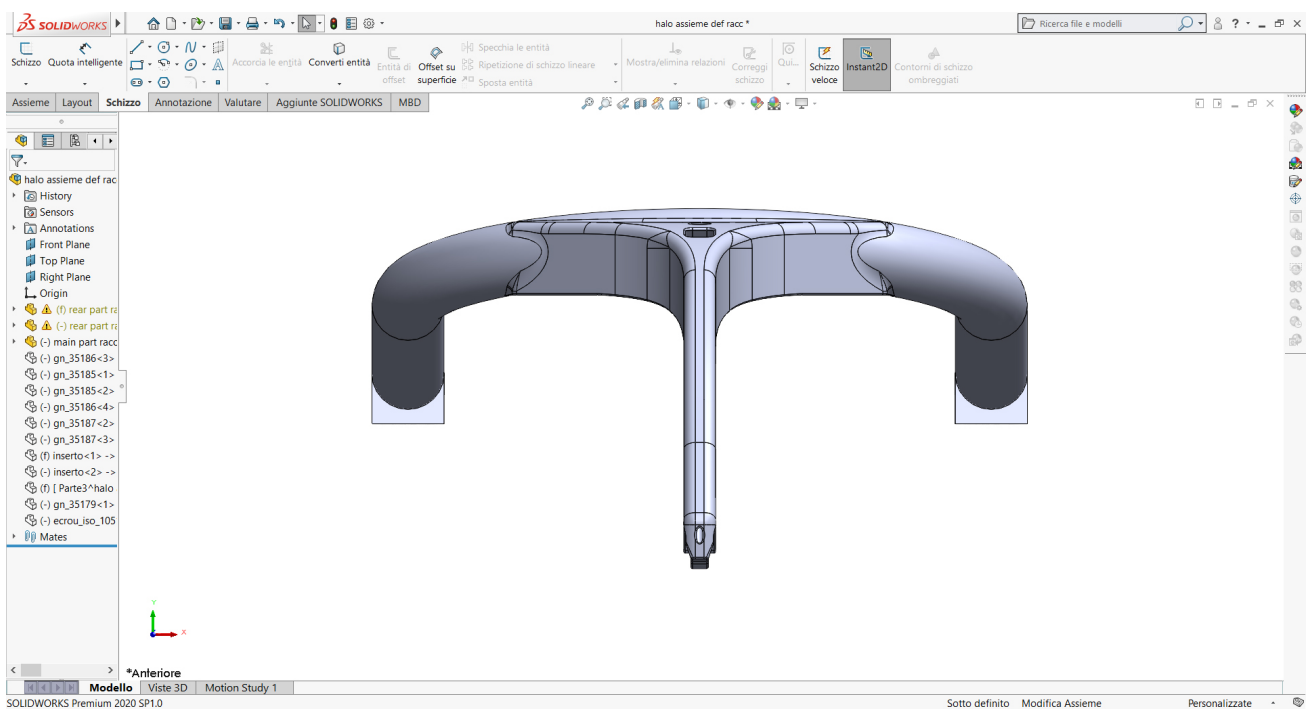 SOLIDWORKS
halo assieme def racc *
Ricerca file e modelli
Schizzo
Quota intelligente
Accorcia le entità
Converti entità
Entità di offset
Offset su superficie
Specchia le entità
Ripetizione di schizzo lineare
Sposta entità
Mostra/elimina relazioni
Correggi schizzo
Qui...
Schizzo veloce
Instant2D
Contorni di schizzo ombreggiati
Assieme
Layout
Schizzo
Annotazione
Valutare
Aggiunte SOLIDWORKS
MBD
halo assieme def rac
History
Sensors
Annotations
Front Plane
Top Plane
Right Plane
Origin
(f) rear part ra
(-) rear part ra
(-) main part racc
(-) gn_35186<3>
(-) gn_35185<1>
(-) gn_35185<2>
(-) gn_35186<4>
(-) gn_35187<2>
(-) gn_35187<3>
(f) inserto<1> ->
(-) inserto<2> ->
(f) [ Parte3^halo
(-) gn_35179<1>
(-) ecrou_iso_105
Mates
Y
X
*Anteriore
Modello
Viste 3D
Motion Study 1
SOLIDWORKS Premium 2020 SP1.0
Sotto definito
Modifica Assieme
Personalizzate